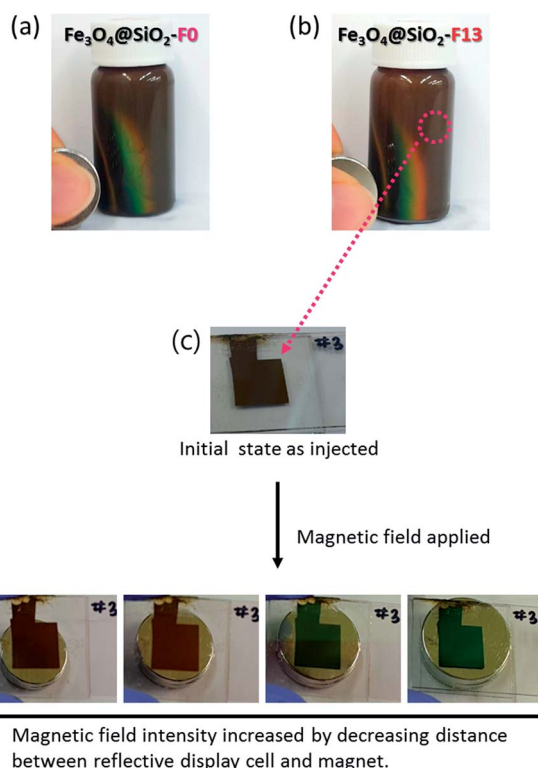 (a)
Fe₃O₄@SiO₂-F0
(b)
Fe₃O₄@SiO₂-F13
(c)
#3
Initial state as injected
Magnetic field applied
#3
#3
#3
#3
Magnetic field intensity increased by decreasing distance
between reflective display cell and magnet.